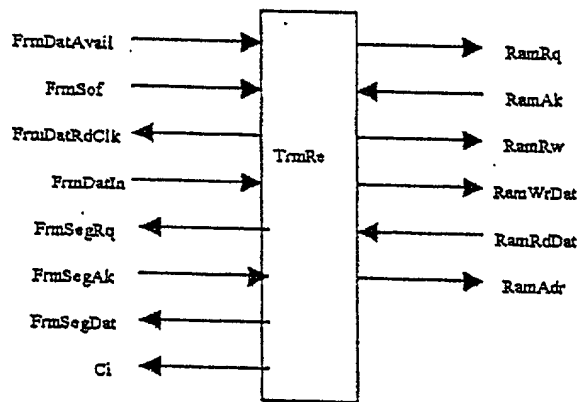 FrmDatAvail
FrmSof
FrmDatRdClk
FrmDatIn
FrmSegRq
FrmSegAk
FrmSegDat
Ci
TrmRe
RamRq
RamAk
RamRw
RamWrDat
RamRdDat
RamAdr